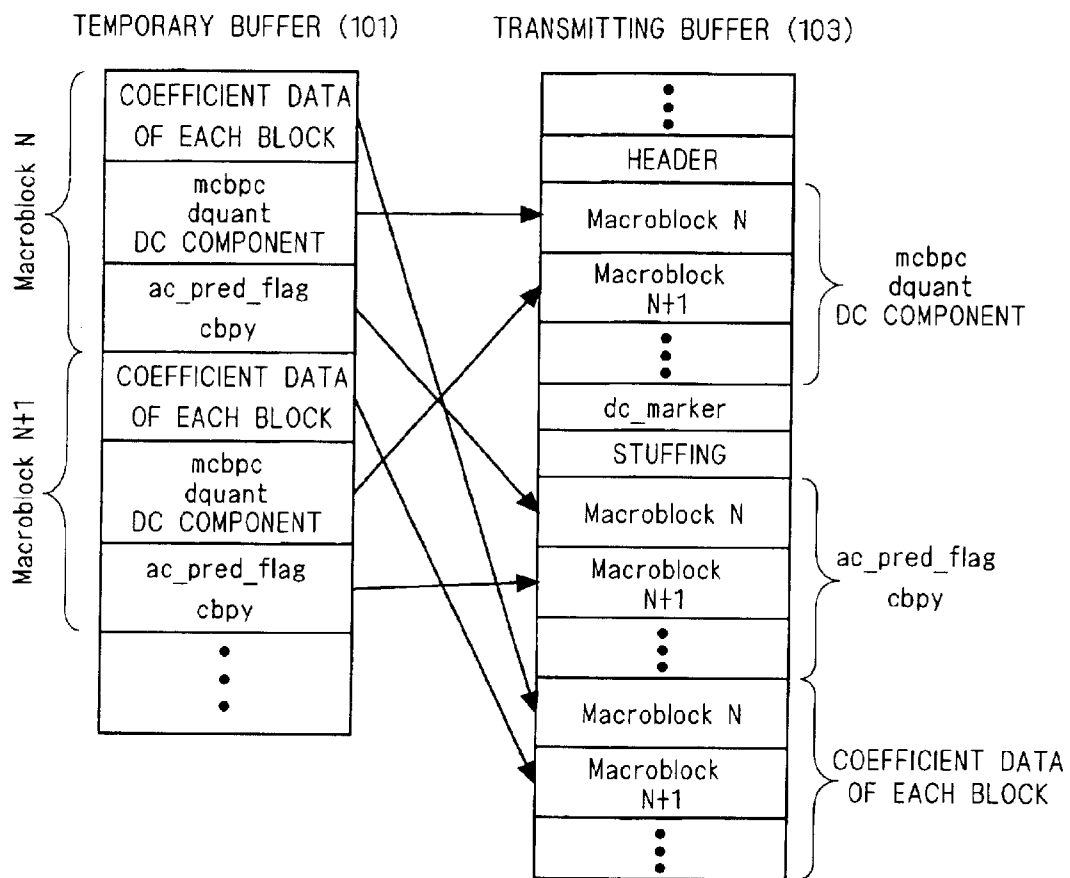 TEMPORARY BUFFER (101)
Macroblock N
COEFFICIENT DATA
OF EACH BLOCK
mcbpc
dquant
DC COMPONENT
ac_pred_flag
cbpy
Macroblock N+1
COEFFICIENT DATA
OF EACH BLOCK
mcbpc
dquant
DC COMPONENT
ac_pred_flag
cbpy
TRANSMITTING BUFFER (103)
HEADER
Macroblock N
Macroblock
N+1
mcbpc
dquant
DC COMPONENT
dc_marker
STUFFING
Macroblock N
Macroblock
N+1
ac_pred_flag
cbpy
Macroblock N
Macroblock
N+1
COEFFICIENT DATA
OF EACH BLOCK